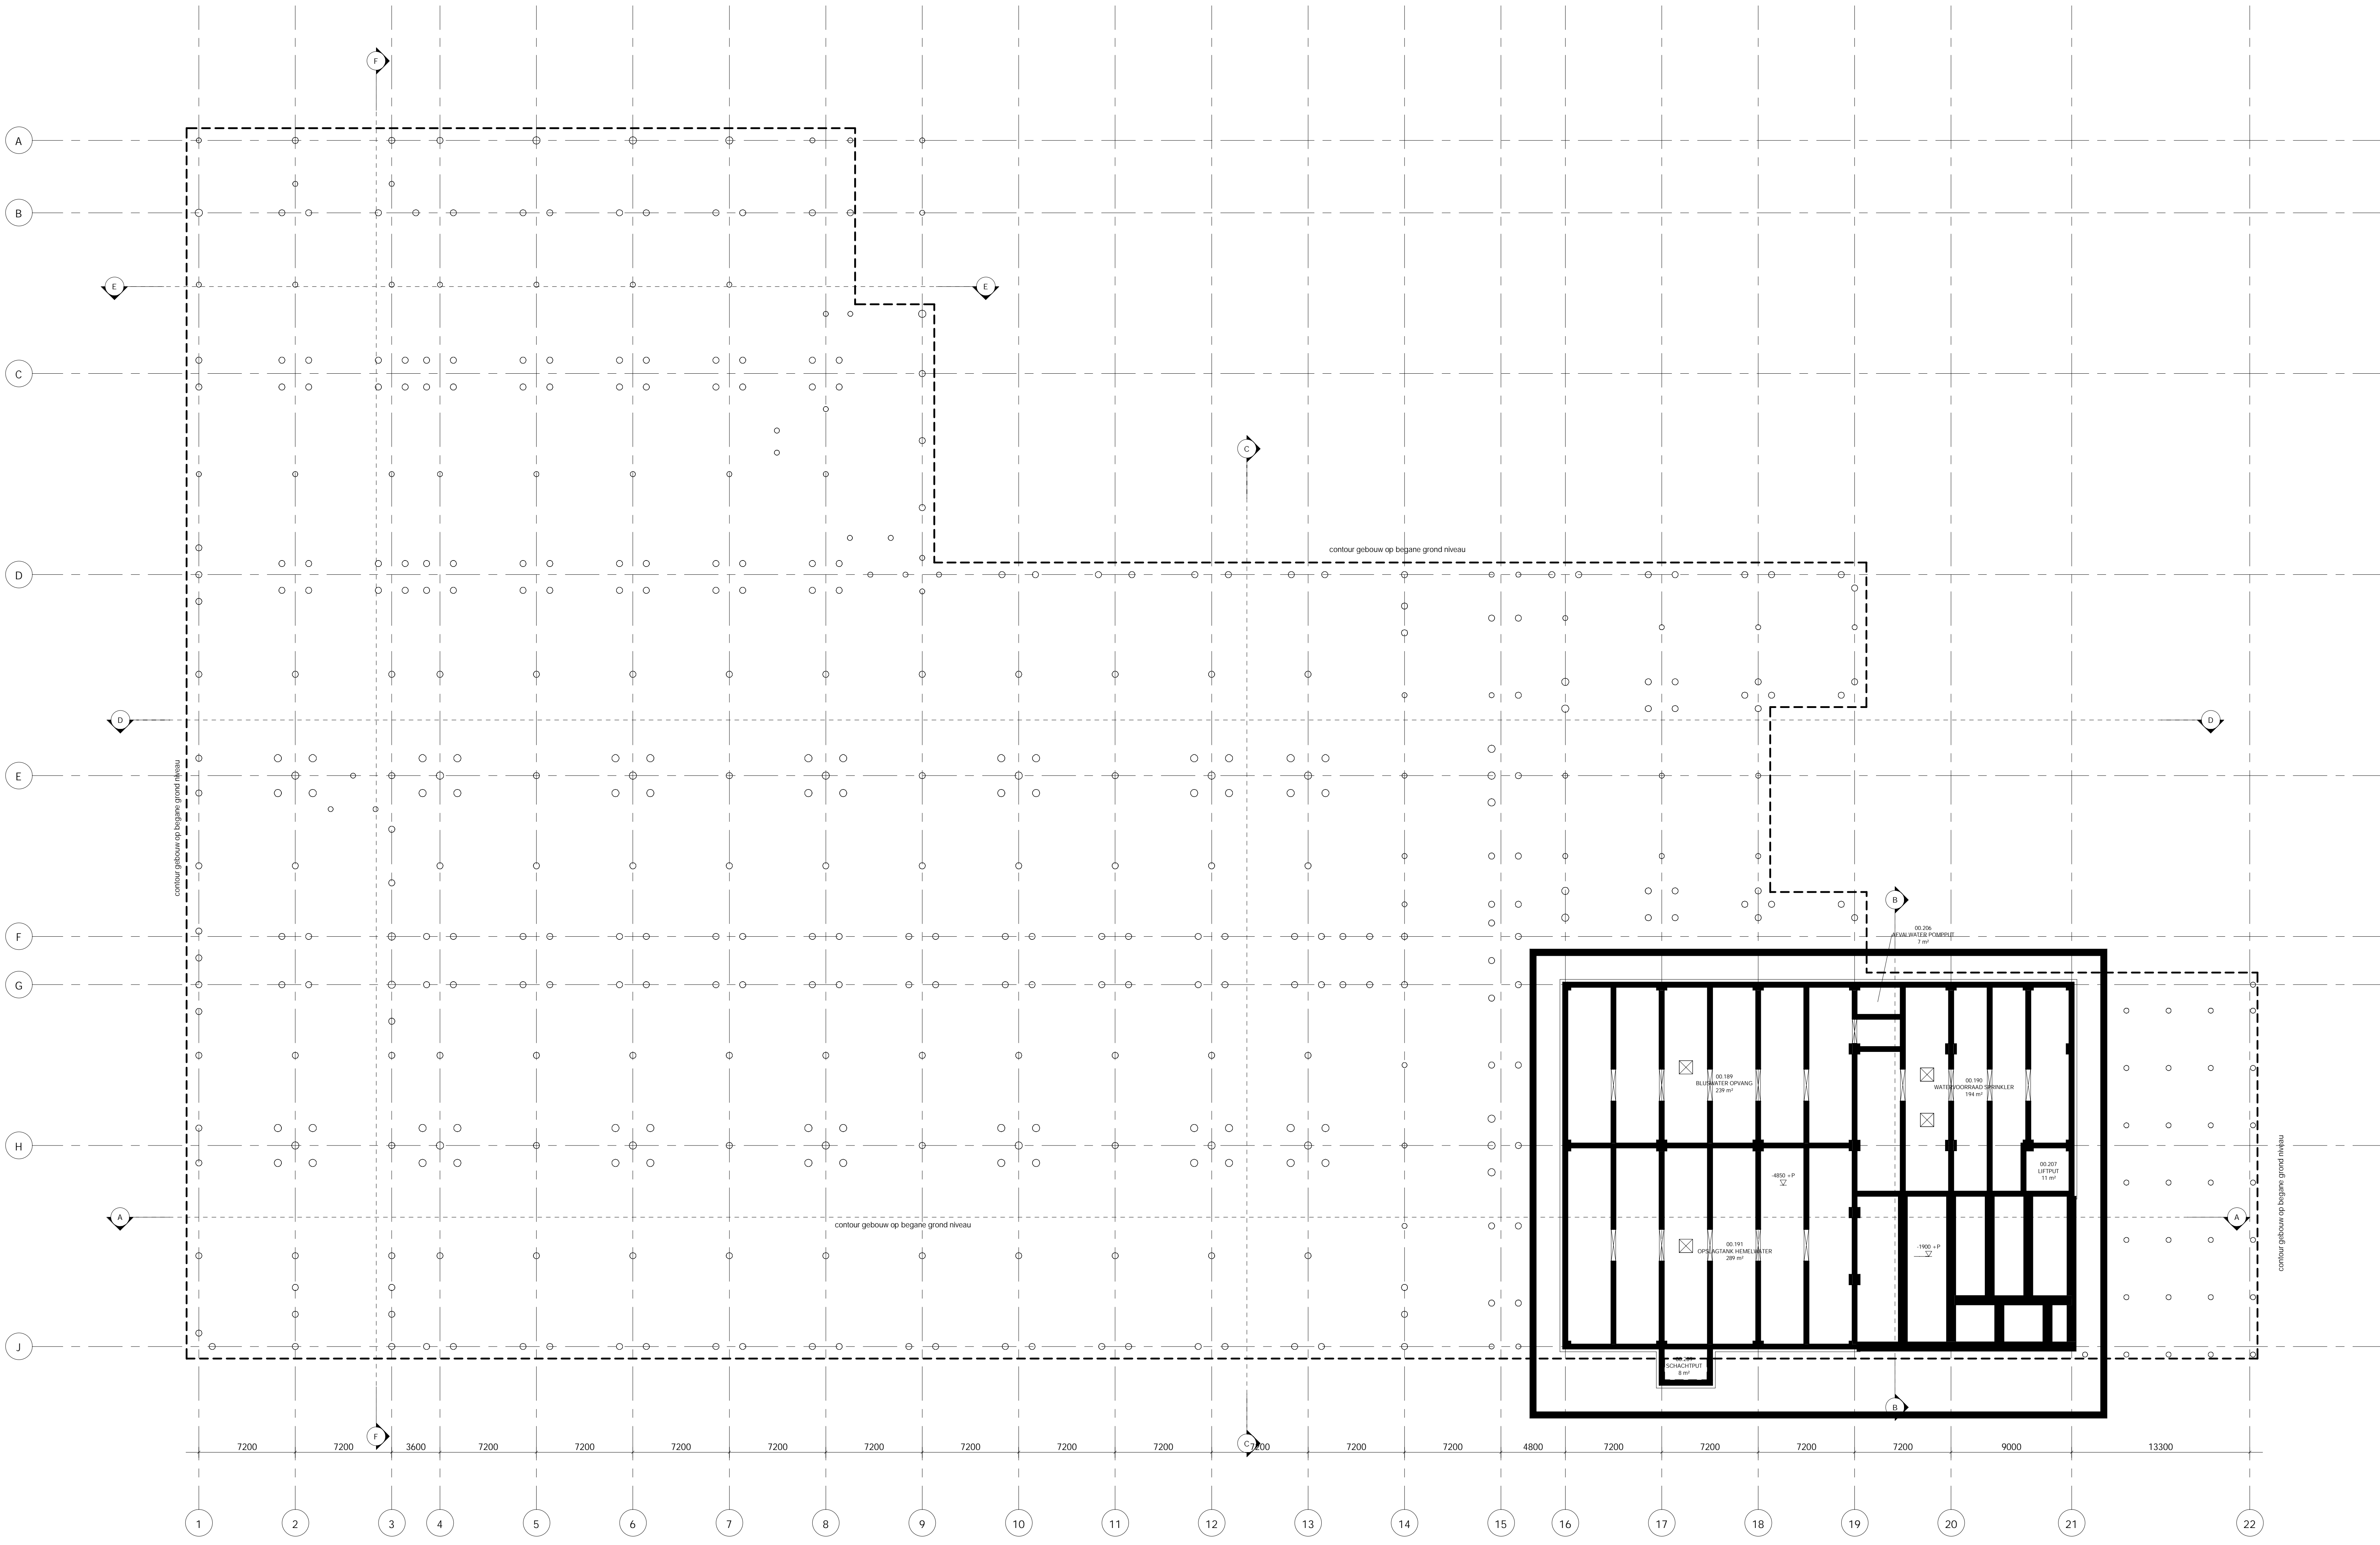 F
A
B
E
E
C
C
contour gebouw op begane grond niveau
D
D
D
E
contour gebouw op begane grond niveau
B
00.206
AFVALWATER POMPPUT
7 m²
F
G
00.189
BLUSWATER OPVANG
239 m²
00.190
WATERVOORRAAD SPRINKLER
194 m²
H
00.207
LIFTPUT
11 m²
-4850 +P
contour gebouw op begane grond niveau
A
A
contour gebouw op begane grond niveau
00.191
OPSLAGTANK HEMELWATER
289 m²
-1900 +P
J
SCHACHTPUT
8 m²
B
F
C
7200 7200 3600 7200 7200 7200 7200 7200 7200 7200 7200 7200 7200 7200 4800 7200 7200 7200 7200 9000 13300
1 2 3 4 5 6 7 8 9 10 11 12 13 14 15 16 17 18 19 20 21 22